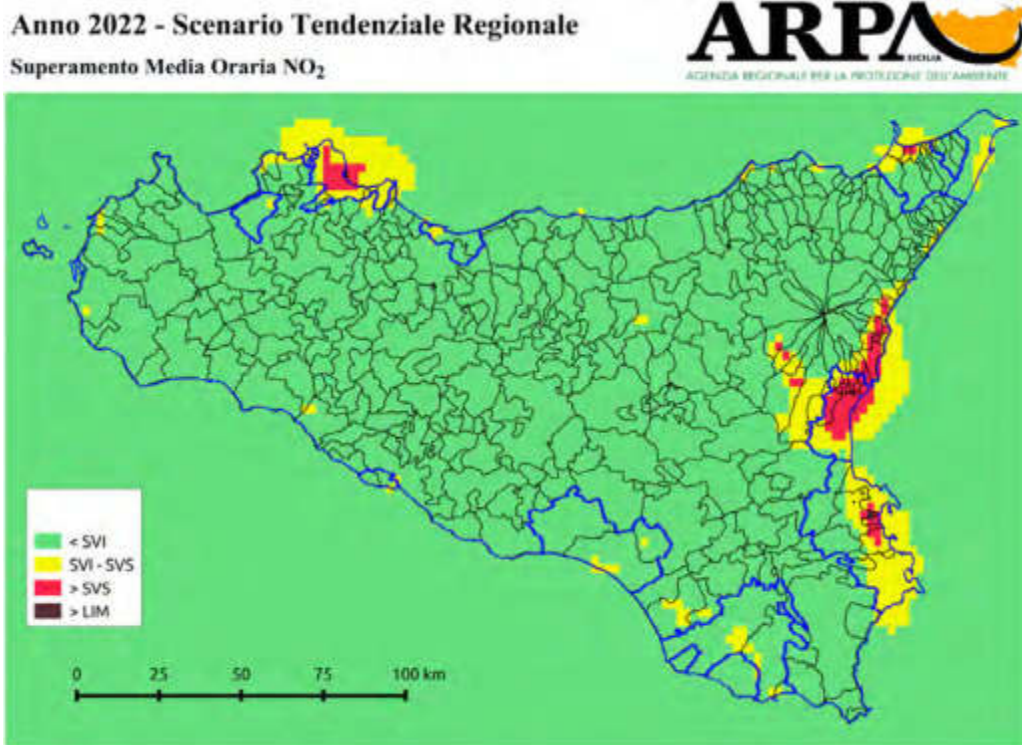 Anno 2022 - Scenario Tendenziale Regionale
Superamento Media Oraria NO₂
ARPA
SICILIA
AGENZIA REGIONALE PER LA PROTEZIONE DELL'AMBIENTE
< SVI
SVI - SVS
> SVS
> LIM
0 25 50 75 100 km